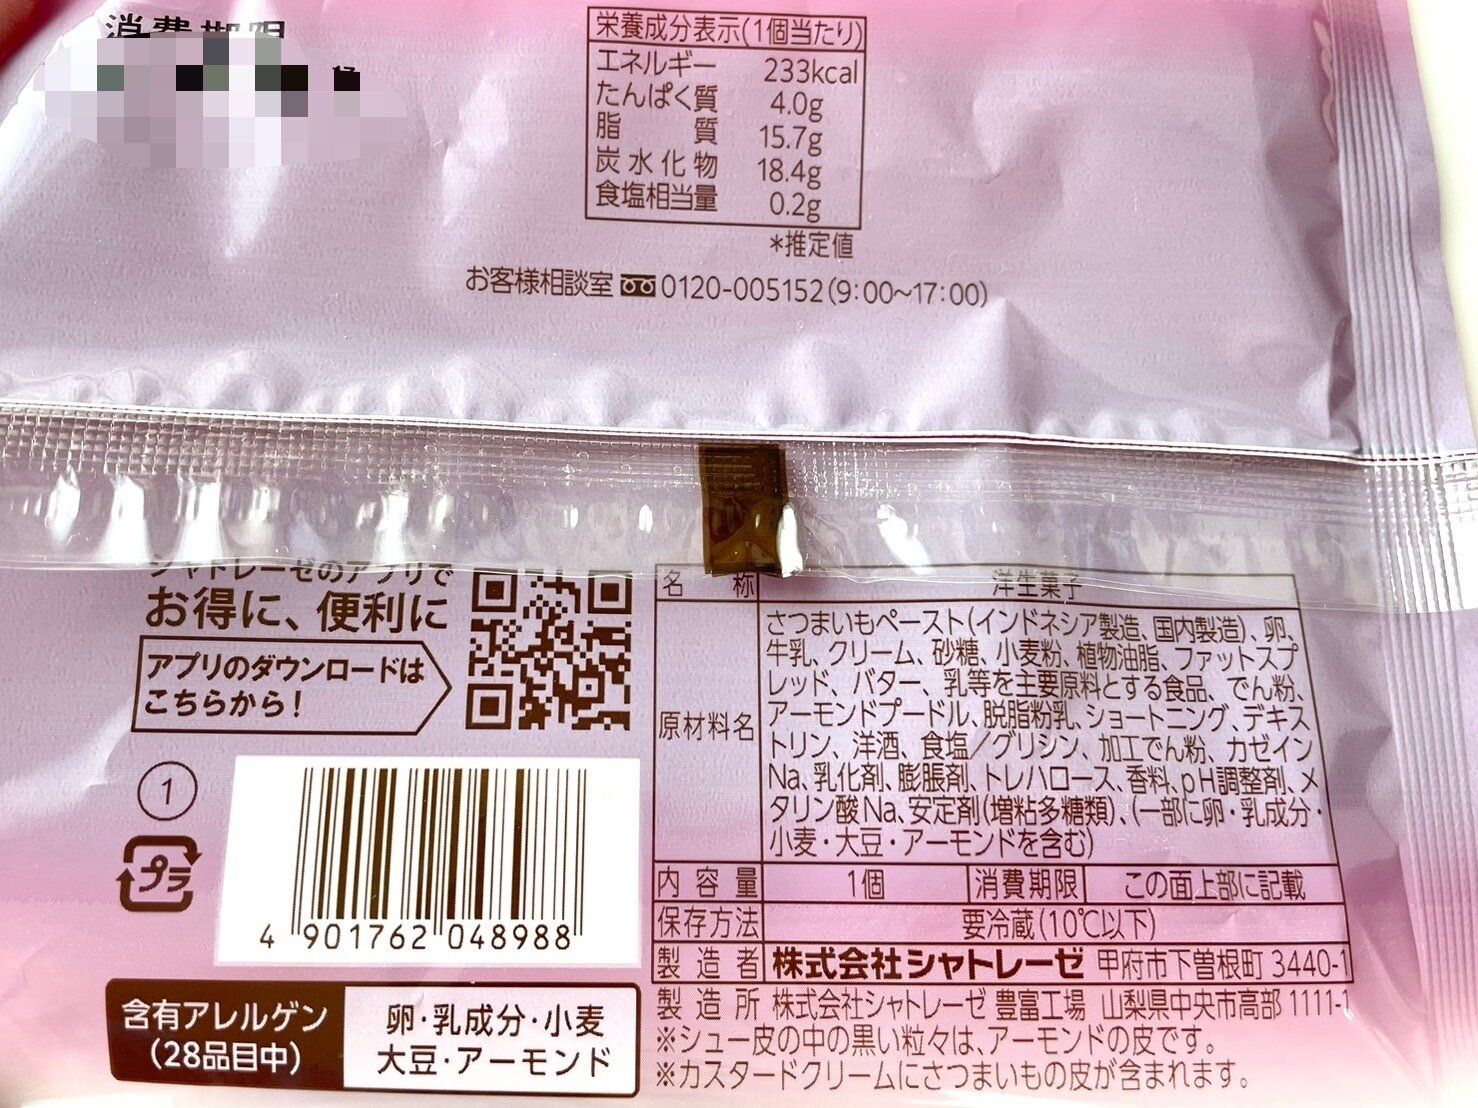 消費期限
栄養成分表示(1個当たり)
エネルギー 233kcal
たんぱく質 4.0g
脂質 15.7g
炭水化物 18.4g
食塩相当量 0.2g
*推定値
お客様相談室 0120-005152(9:00~17:00)
シャトレーゼのアプリで
お得に、便利に
アプリのダウンロードは
こちらから!
1
プラ
4 901762 048988
含有アレルゲン
(28品目中)
卵・乳成分・小麦
大豆・アーモンド
名称 洋生菓子
原材料名
さつまいもペースト(インドネシア製造、国内製造)、卵、
牛乳、クリーム、砂糖、小麦粉、植物油脂、ファットスプ
レッド、バター、乳等を主要原料とする食品、でん粉、
アーモンドプードル、脱脂粉乳、ショートニング、デキス
トリン、洋酒、食塩/グリシン、加工でん粉、カゼイン
Na、乳化剤、膨脹剤、トレハロース、香料、pH調整剤、メ
タリン酸Na、安定剤(増粘多糖類)、(一部に卵・乳成分・
小麦・大豆・アーモンドを含む)
内容量 1個 消費期限 この面上部に記載
保存方法 要冷蔵(10℃以下)
製造者 株式会社シャトレーゼ 甲府市下曽根町 3440-1
製造所 株式会社シャトレーゼ 豊富工場 山梨県中央市高部 1111-1
※シュー皮の中の黒い粒々は、アーモンドの皮です。
※カスタードクリームにさつまいもの皮が含まれます。